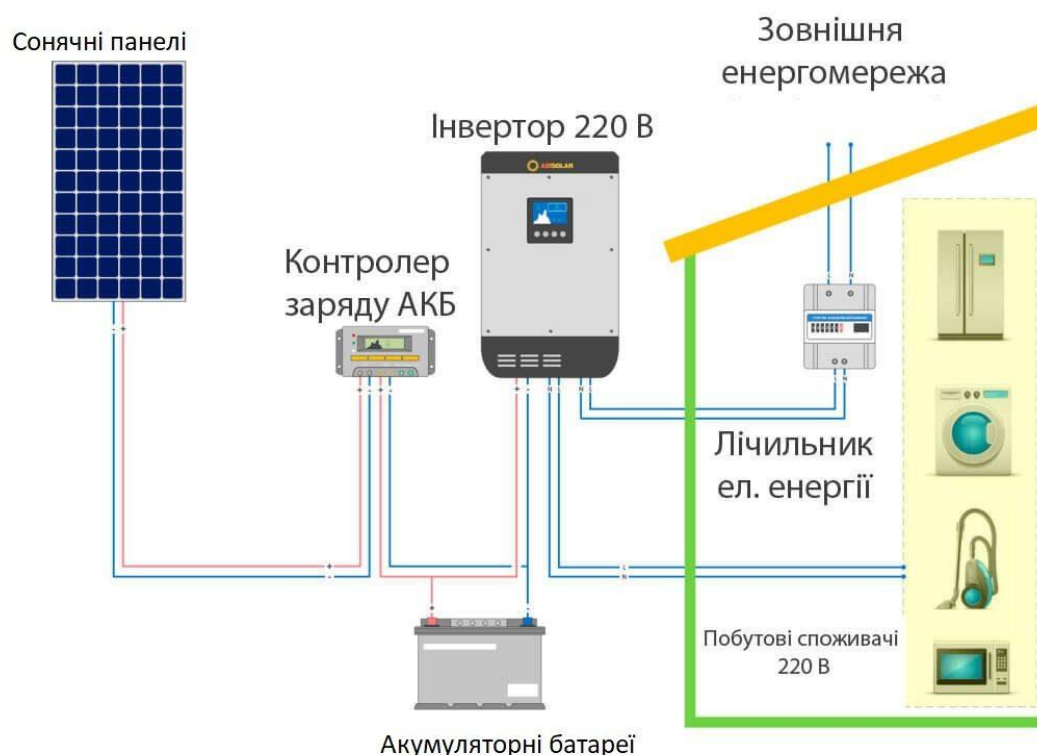 Сонячні панелі
Зовнішня
енергомережа
Інвертор 220 В
Контролер
заряду АКБ
Лічильник
ел. енергії
Побутові споживачі
220 В
Акумуляторні батареї
- +
+ - + -
+ - N L N L
L N
L N
+
-
L
N
+ -